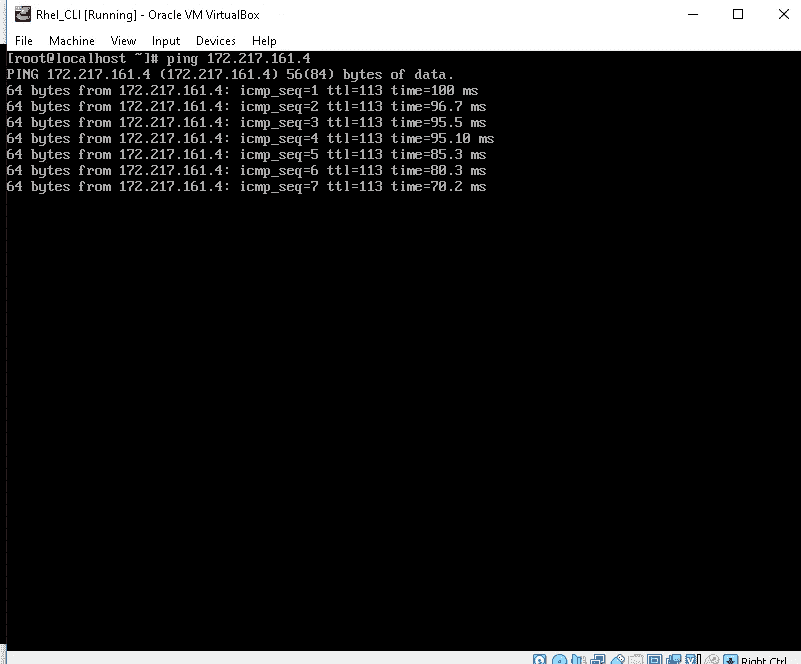 Rhel_CLI [Running] - Oracle VM VirtualBox
File Machine View Input Devices Help
[root@localhost ~]# ping 172.217.161.4
PING 172.217.161.4 (172.217.161.4) 56(84) bytes of data.
64 bytes from 172.217.161.4: icmp_seq=1 ttl=113 time=100 ms
64 bytes from 172.217.161.4: icmp_seq=2 ttl=113 time=96.7 ms
64 bytes from 172.217.161.4: icmp_seq=3 ttl=113 time=95.5 ms
64 bytes from 172.217.161.4: icmp_seq=4 ttl=113 time=95.10 ms
64 bytes from 172.217.161.4: icmp_seq=5 ttl=113 time=85.3 ms
64 bytes from 172.217.161.4: icmp_seq=6 ttl=113 time=80.3 ms
64 bytes from 172.217.161.4: icmp_seq=7 ttl=113 time=70.2 ms
Right Ctrl